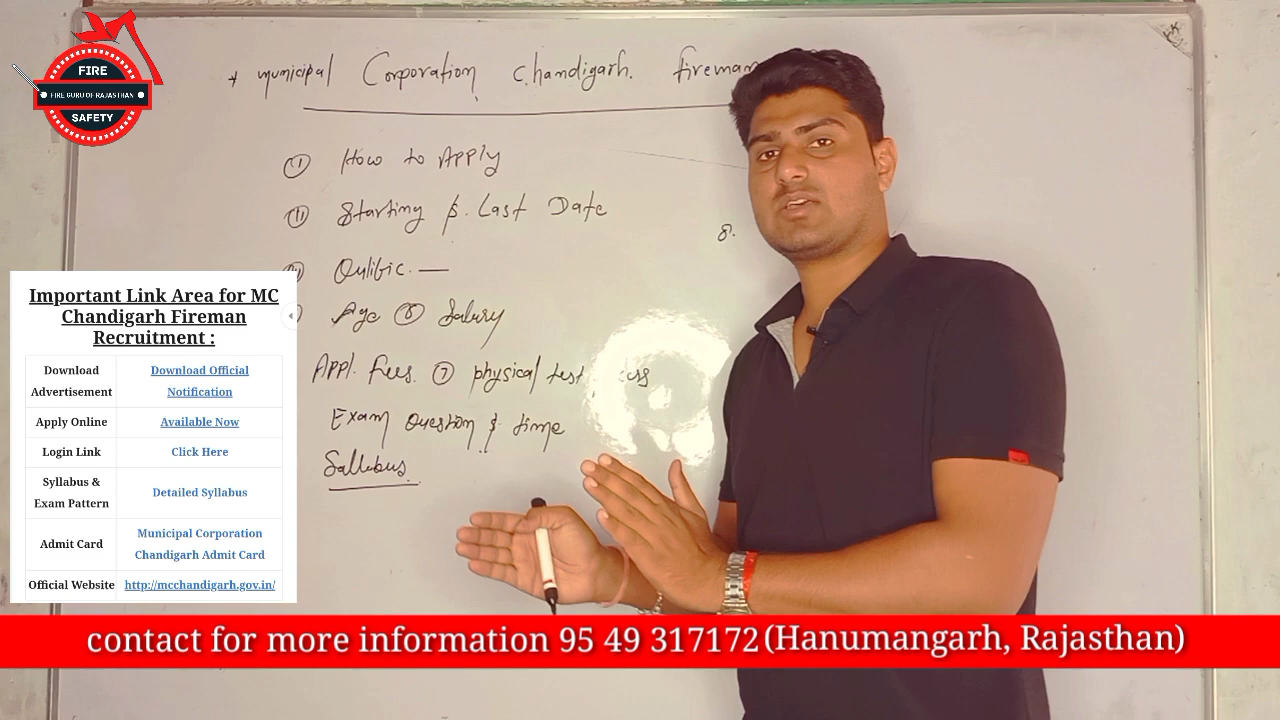 FIRE
FIRE GURU OF RAJASTHAN
SAFETY
municipal Corporation Chandigarh. fireman
① How to Apply
② Starting & Last Date
Qulific. —
Age ⑥ Salary
Appl. fees. ⑦ physical test
8.
Exam Question & time
Sallebus.
Important Link Area for MC
Chandigarh Fireman
Recruitment :
Download Advertisement Download Official Notification
Apply Online Available Now
Login Link Click Here
Syllabus & Exam Pattern Detailed Syllabus
Admit Card Municipal Corporation Chandigarh Admit Card
Official Website http://mcchandigarh.gov.in/
contact for more information 95 49 317172 (Hanumangarh, Rajasthan)